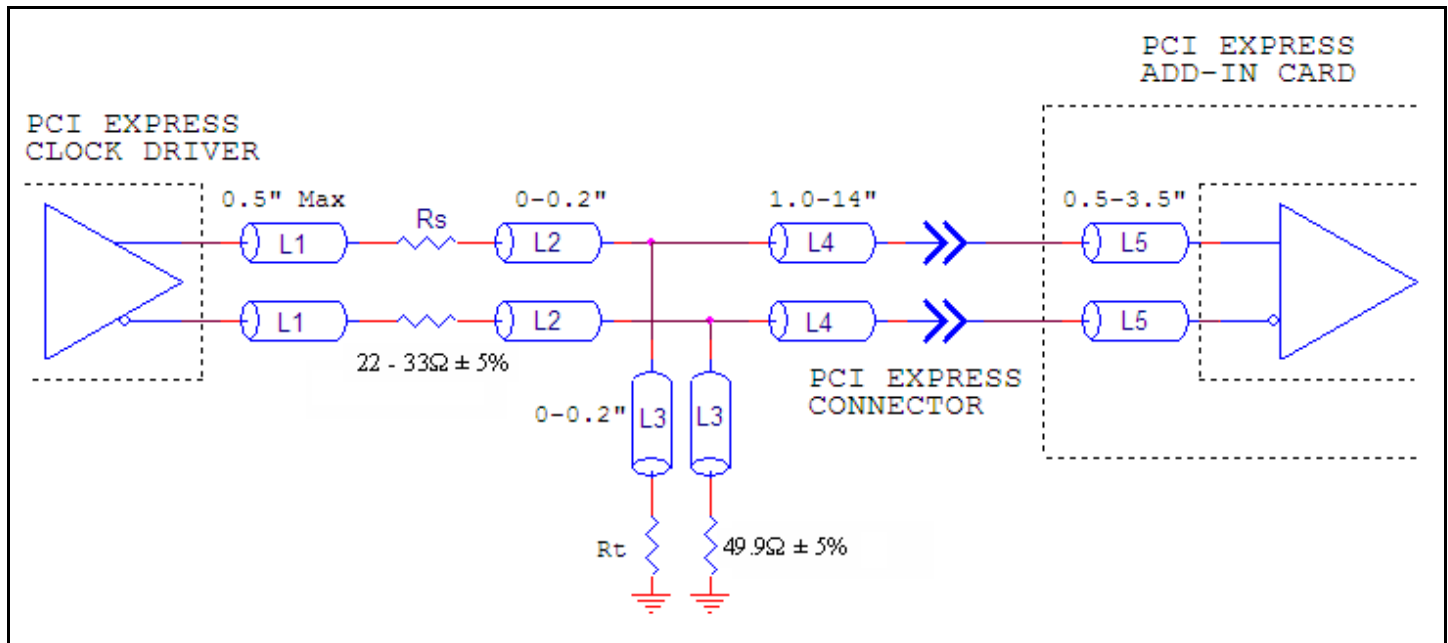 PCI EXPRESS
ADD-IN CARD
PCI EXPRESS
CLOCK DRIVER
0.5" Max
Rs
0-0.2"
1.0-14"
0.5-3.5"
L1
L2
L4
L5
L1
L2
L4
L5
22 - 33Ω ± 5%
PCI EXPRESS
CONNECTOR
0-0.2"
L3
L3
Rt
49.9Ω ± 5%